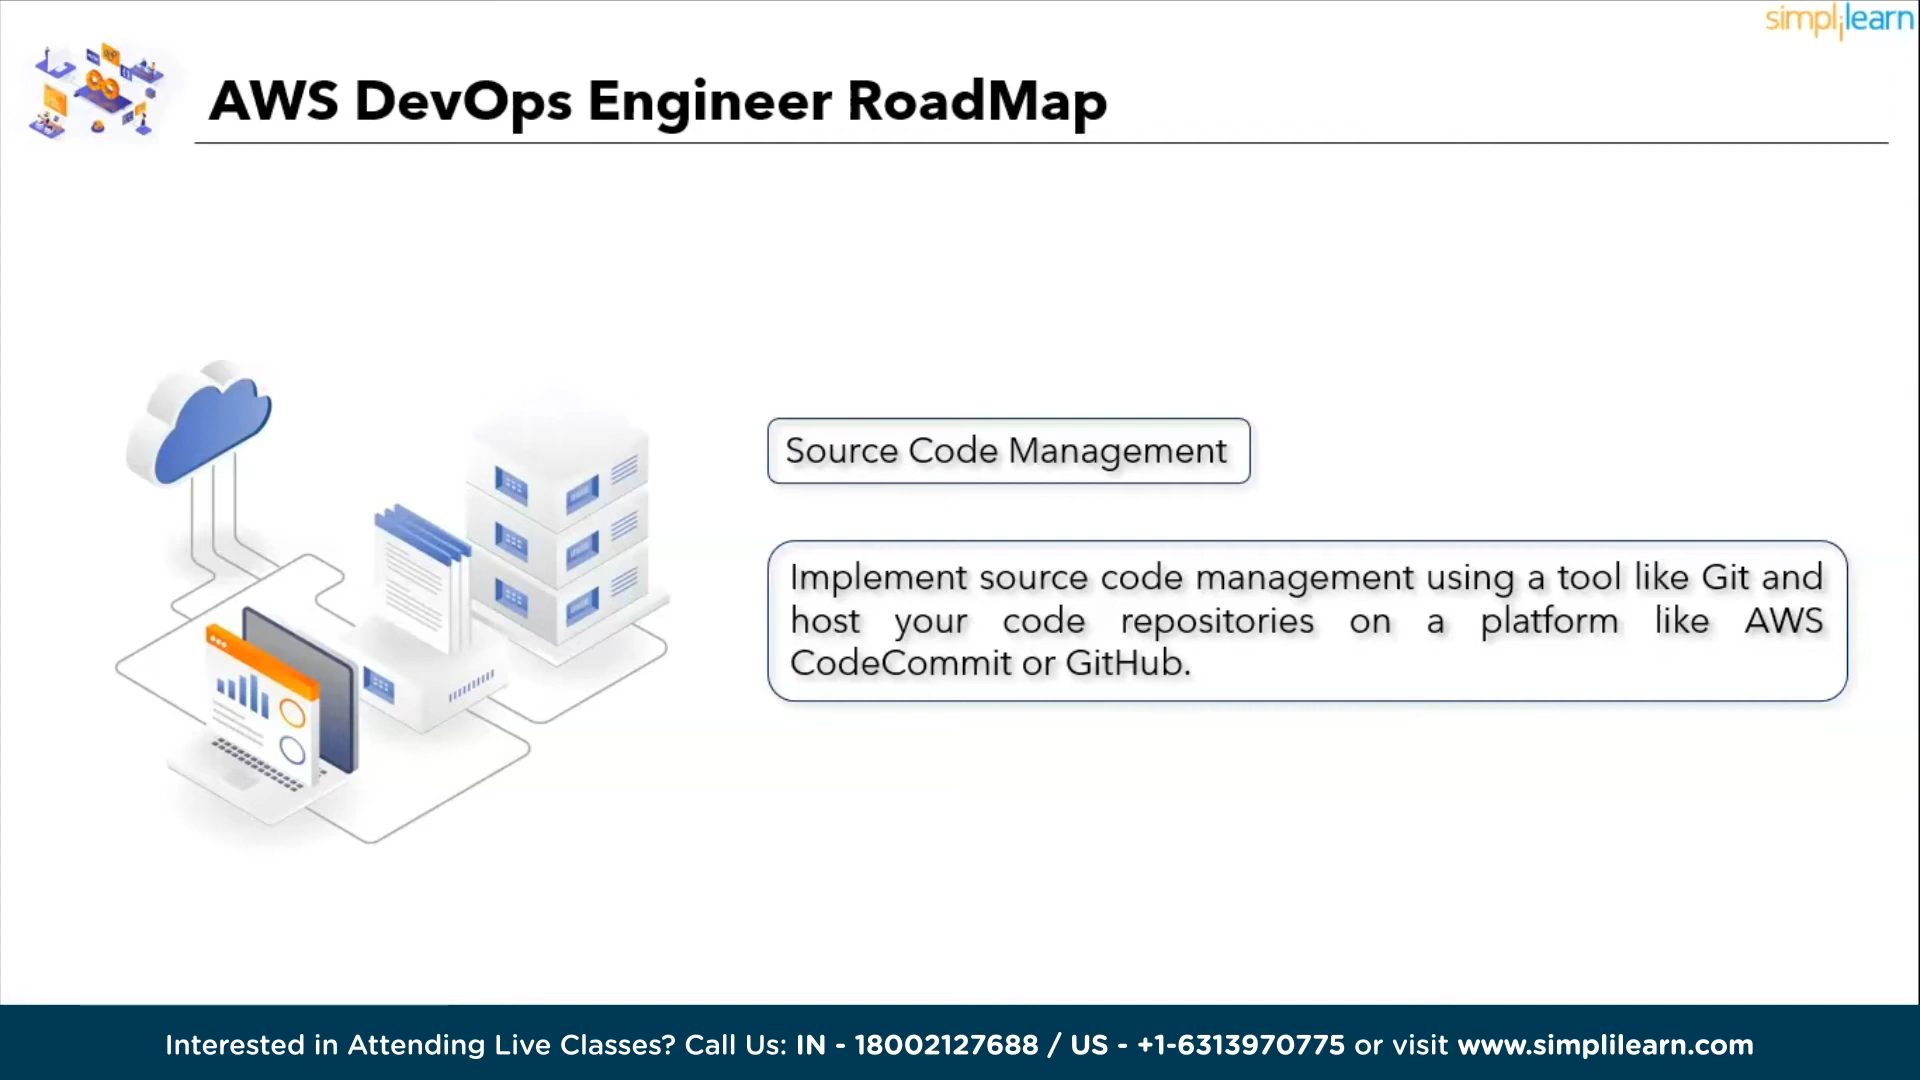 simplilearn
AWS DevOps Engineer RoadMap
Source Code Management
Implement source code management using a tool like Git and
host your code repositories on a platform like AWS
CodeCommit or GitHub.
Interested in Attending Live Classes? Call Us: IN - 18002127688 / US - +1-6313970775 or visit www.simplilearn.com